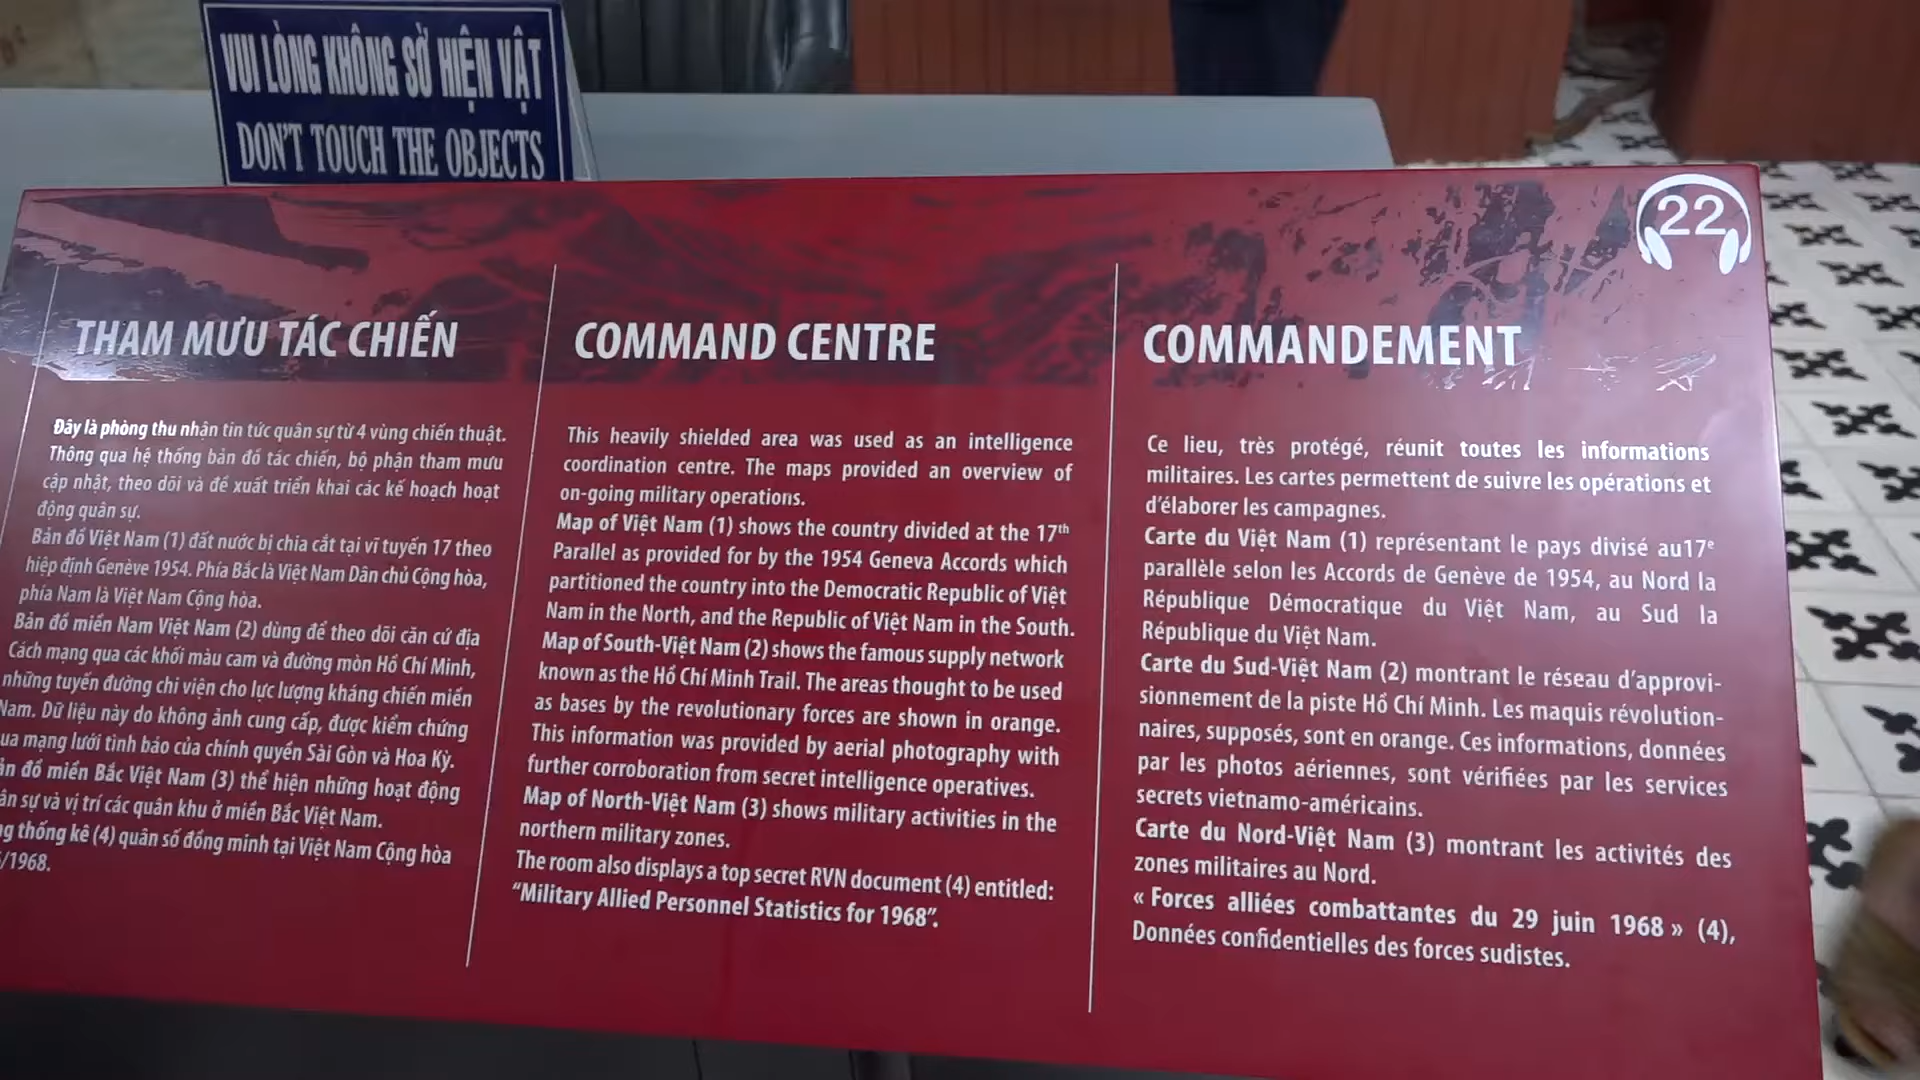 VUI LÒNG KHÔNG SỜ HIỆN VẬT
DON'T TOUCH THE OBJECTS
22
THAM MƯU TÁC CHIẾN
Đây là phòng thu nhận tin tức quân sự từ 4 vùng chiến thuật.
Thông qua hệ thống bản đồ tác chiến, bộ phận tham mưu
cập nhật, theo dõi và đề xuất triển khai các kế hoạch hoạt
động quân sự.
Bản đồ Việt Nam (1) đất nước bị chia cắt tại vĩ tuyến 17 theo
hiệp định Genève 1954. Phía Bắc là Việt Nam Dân chủ Cộng hòa,
phía Nam là Việt Nam Cộng hòa.
Bản đồ miền Nam Việt Nam (2) dùng để theo dõi căn cứ địa
Cách mạng qua các khối màu cam và đường mòn Hồ Chí Minh,
những tuyến đường chi viện cho lực lượng kháng chiến miền
Nam. Dữ liệu này do không ảnh cung cấp, được kiểm chứng
mạng lưới tình báo của chính quyền Sài Gòn và Hoa Kỳ.
đồ miền Bắc Việt Nam (3) thể hiện những hoạt động
sự và vị trí các quân khu ở miền Bắc Việt Nam.
thống kê (4) quân số đồng minh tại Việt Nam Cộng hòa
/1968.
COMMAND CENTRE
This heavily shielded area was used as an intelligence
coordination centre. The maps provided an overview of
on-going military operations.
Map of Việt Nam (1) shows the country divided at the 17th
Parallel as provided for by the 1954 Geneva Accords which
partitioned the country into the Democratic Republic of Việt
Nam in the North, and the Republic of Việt Nam in the South.
Map of South-Việt Nam (2) shows the famous supply network
known as the Hồ Chí Minh Trail. The areas thought to be used
as bases by the revolutionary forces are shown in orange.
This information was provided by aerial photography with
further corroboration from secret intelligence operatives.
Map of North-Việt Nam (3) shows military activities in the
northern military zones.
The room also displays a top secret RVN document (4) entitled:
“Military Allied Personnel Statistics for 1968”.
COMMANDEMENT
Ce lieu, très protégé, réunit toutes les informations
militaires. Les cartes permettent de suivre les opérations et
d’élaborer les campagnes.
Carte du Việt Nam (1) représentant le pays divisé au17e
parallèle selon les Accords de Genève de 1954, au Nord la
République Démocratique du Việt Nam, au Sud la
République du Việt Nam.
Carte du Sud-Việt Nam (2) montrant le réseau d’approvi-
sionnement de la piste Hồ Chí Minh. Les maquis révolution-
naires, supposés, sont en orange. Ces informations, données
par les photos aériennes, sont vérifiées par les services
secrets vietnamo-américains.
Carte du Nord-Việt Nam (3) montrant les activités des
zones militaires au Nord.
« Forces alliées combattantes du 29 juin 1968 » (4),
Données confidentielles des forces sudistes.